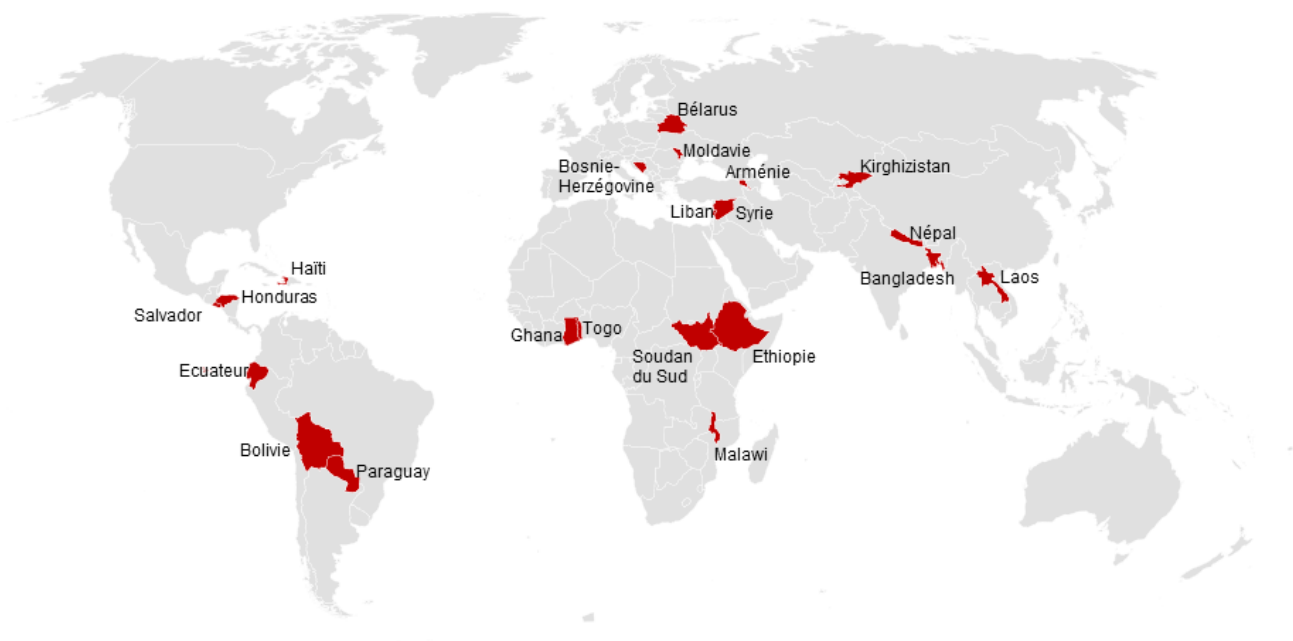 Bélarus
Moldavie
Bosnie-
Herzégovine
Arménie
Kirghizistan
Liban
Syrie
Népal
Bangladesh
Laos
Haïti
Honduras
Salvador
Ghana
Togo
Soudan
du Sud
Ethiopie
Ecuateur
Bolivie
Paraguay
Malawi